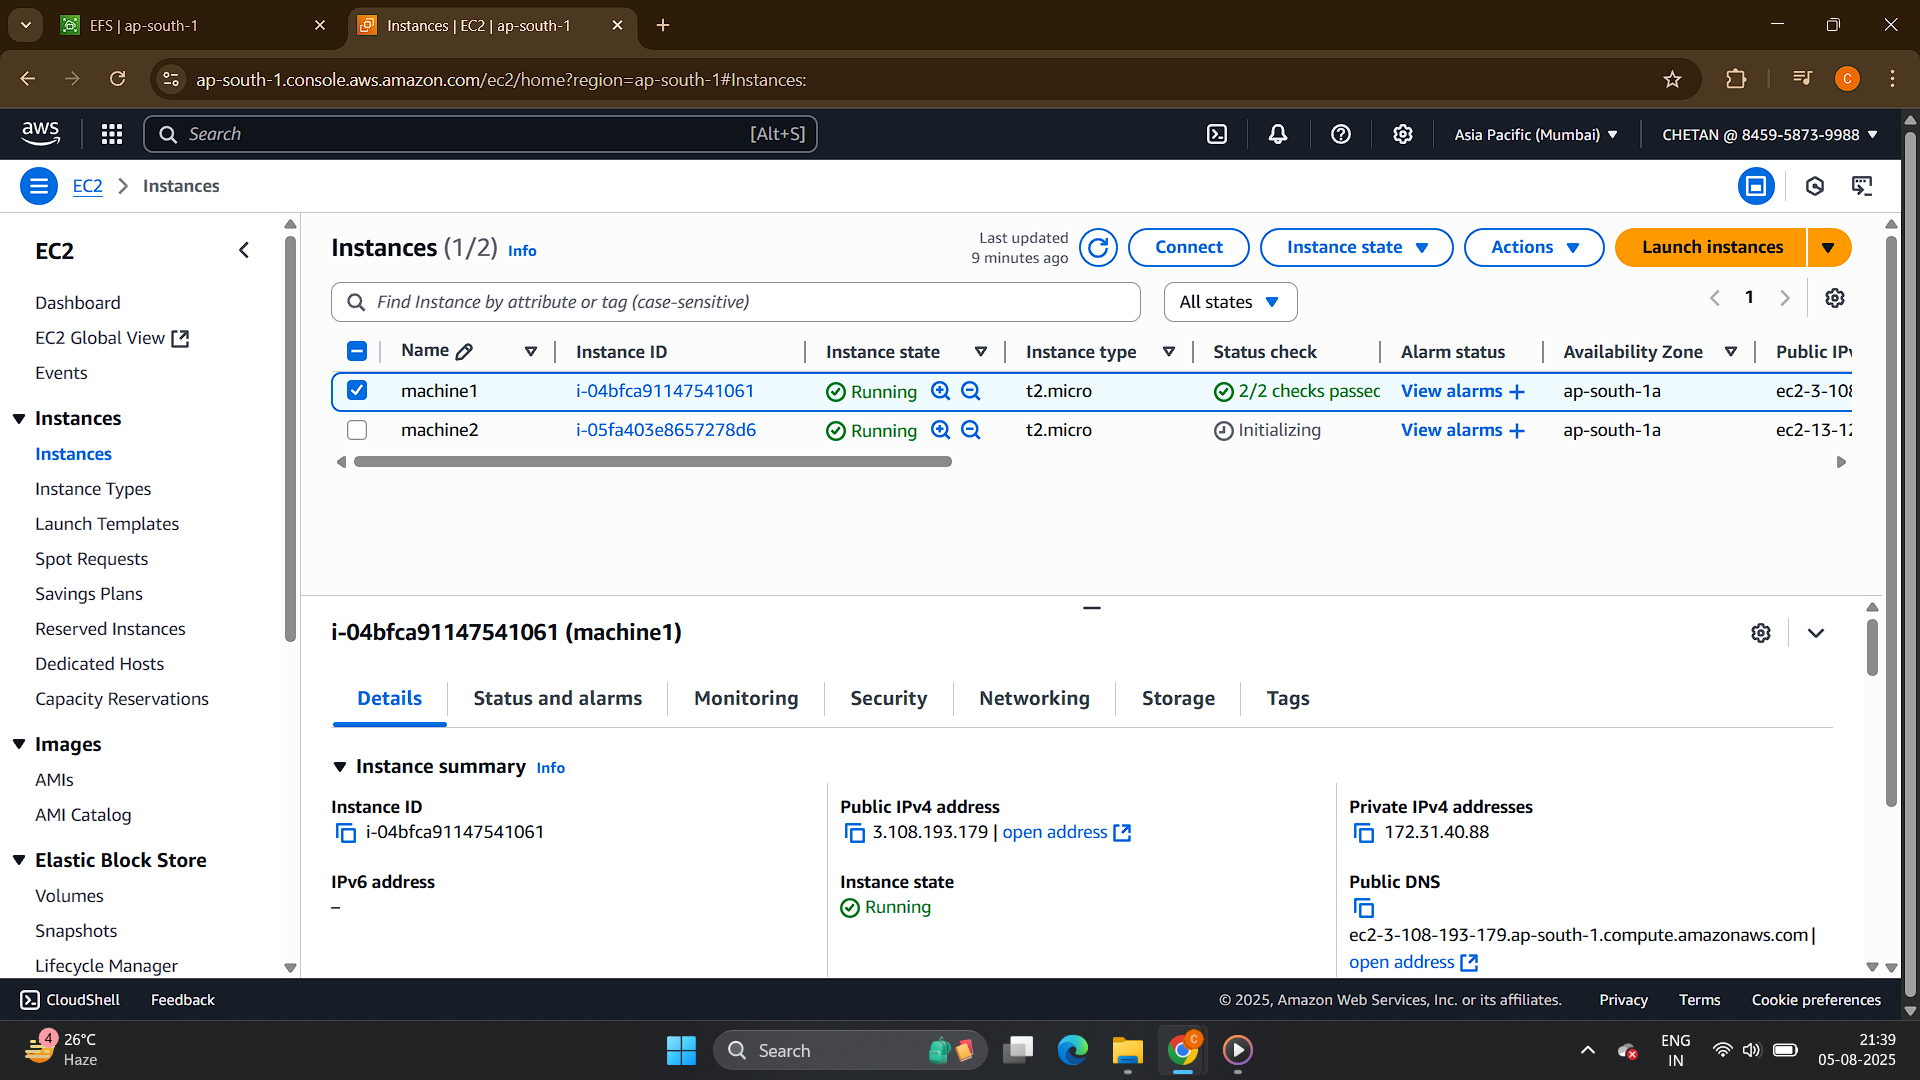 EFS | ap-south-1
Instances | EC2 | ap-south-1
ap-south-1.console.aws.amazon.com/ec2/home?region=ap-south-1#Instances:
C
aws
Search
[Alt+S]
Asia Pacific (Mumbai)
CHETAN @ 8459-5873-9988
EC2
Instances
EC2
Dashboard
EC2 Global View
Events
Instances
Instances
Instance Types
Launch Templates
Spot Requests
Savings Plans
Reserved Instances
Dedicated Hosts
Capacity Reservations
Images
AMIs
AMI Catalog
Elastic Block Store
Volumes
Snapshots
Lifecycle Manager
Instances (1/2) Info
Last updated
9 minutes ago
Connect
Instance state
Actions
Launch instances
Find Instance by attribute or tag (case-sensitive)
All states
1
Name Instance ID Instance state Instance type Status check Alarm status Availability Zone Public IPv
machine1 i-04bfca91147541061 Running t2.micro 2/2 checks passed View alarms + ap-south-1a ec2-3-108
machine2 i-05fa403e8657278d6 Running t2.micro Initializing View alarms + ap-south-1a ec2-13-12
i-04bfca91147541061 (machine1)
Details
Status and alarms
Monitoring
Security
Networking
Storage
Tags
Instance summary Info
Instance ID
i-04bfca91147541061
Public IPv4 address
3.108.193.179 | open address
Private IPv4 addresses
172.31.40.88
IPv6 address
–
Instance state
Running
Public DNS
ec2-3-108-193-179.ap-south-1.compute.amazonaws.com |
open address
CloudShell
Feedback
© 2025, Amazon Web Services, Inc. or its affiliates.
Privacy
Terms
Cookie preferences
4
26°C
Haze
Search
C
ENG
IN
21:39
05-08-2025